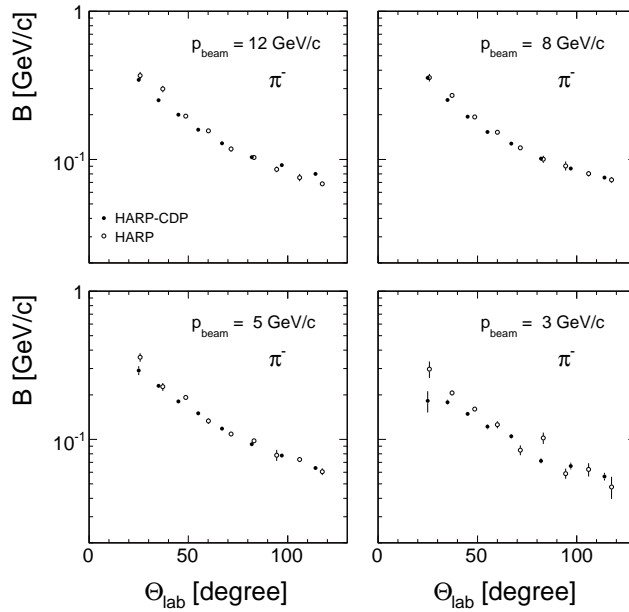 p_beam = 12 GeV/c
π⁻
p_beam = 8 GeV/c
π⁻
B [GeV/c]
1
10⁻¹
HARP-CDP
HARP
p_beam = 5 GeV/c
π⁻
p_beam = 3 GeV/c
π⁻
B [GeV/c]
1
10⁻¹
0 50 100 0 50 100
Θ_lab [degree] Θ_lab [degree]